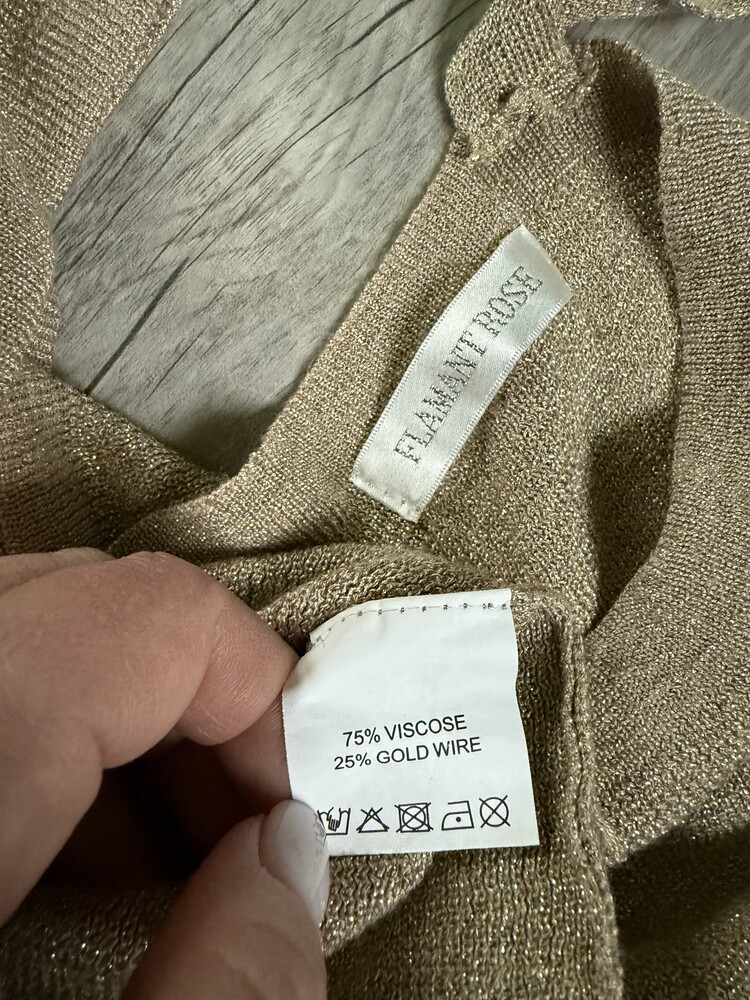 FLAMANT ROSE
75% VISCOSE
25% GOLD WIRE